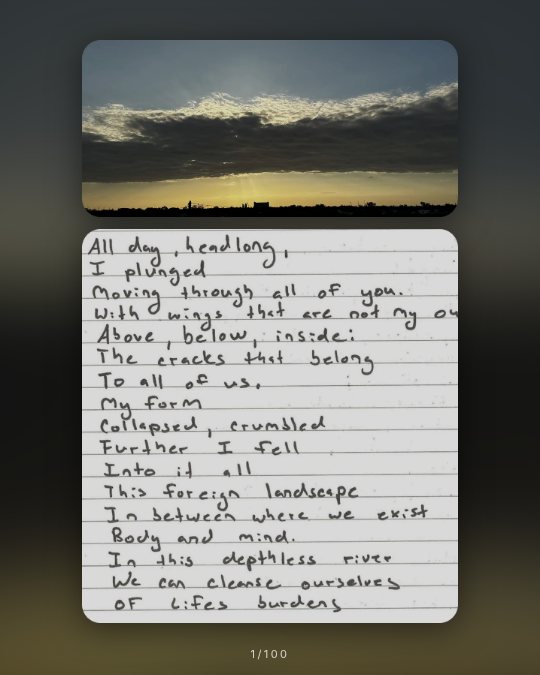 All day, headlong,
I plunged
Moving through all of you.
With wings that are not my
Above, below, inside:
The cracks that belong
To all of us.
My form
Collapsed, crumbled
Further I fell
Into it all
This foreign landscape
In between where we exist
Body and mind.
In this depthless river
We can cleanse ourselves
OF Lifes burdens
1/100